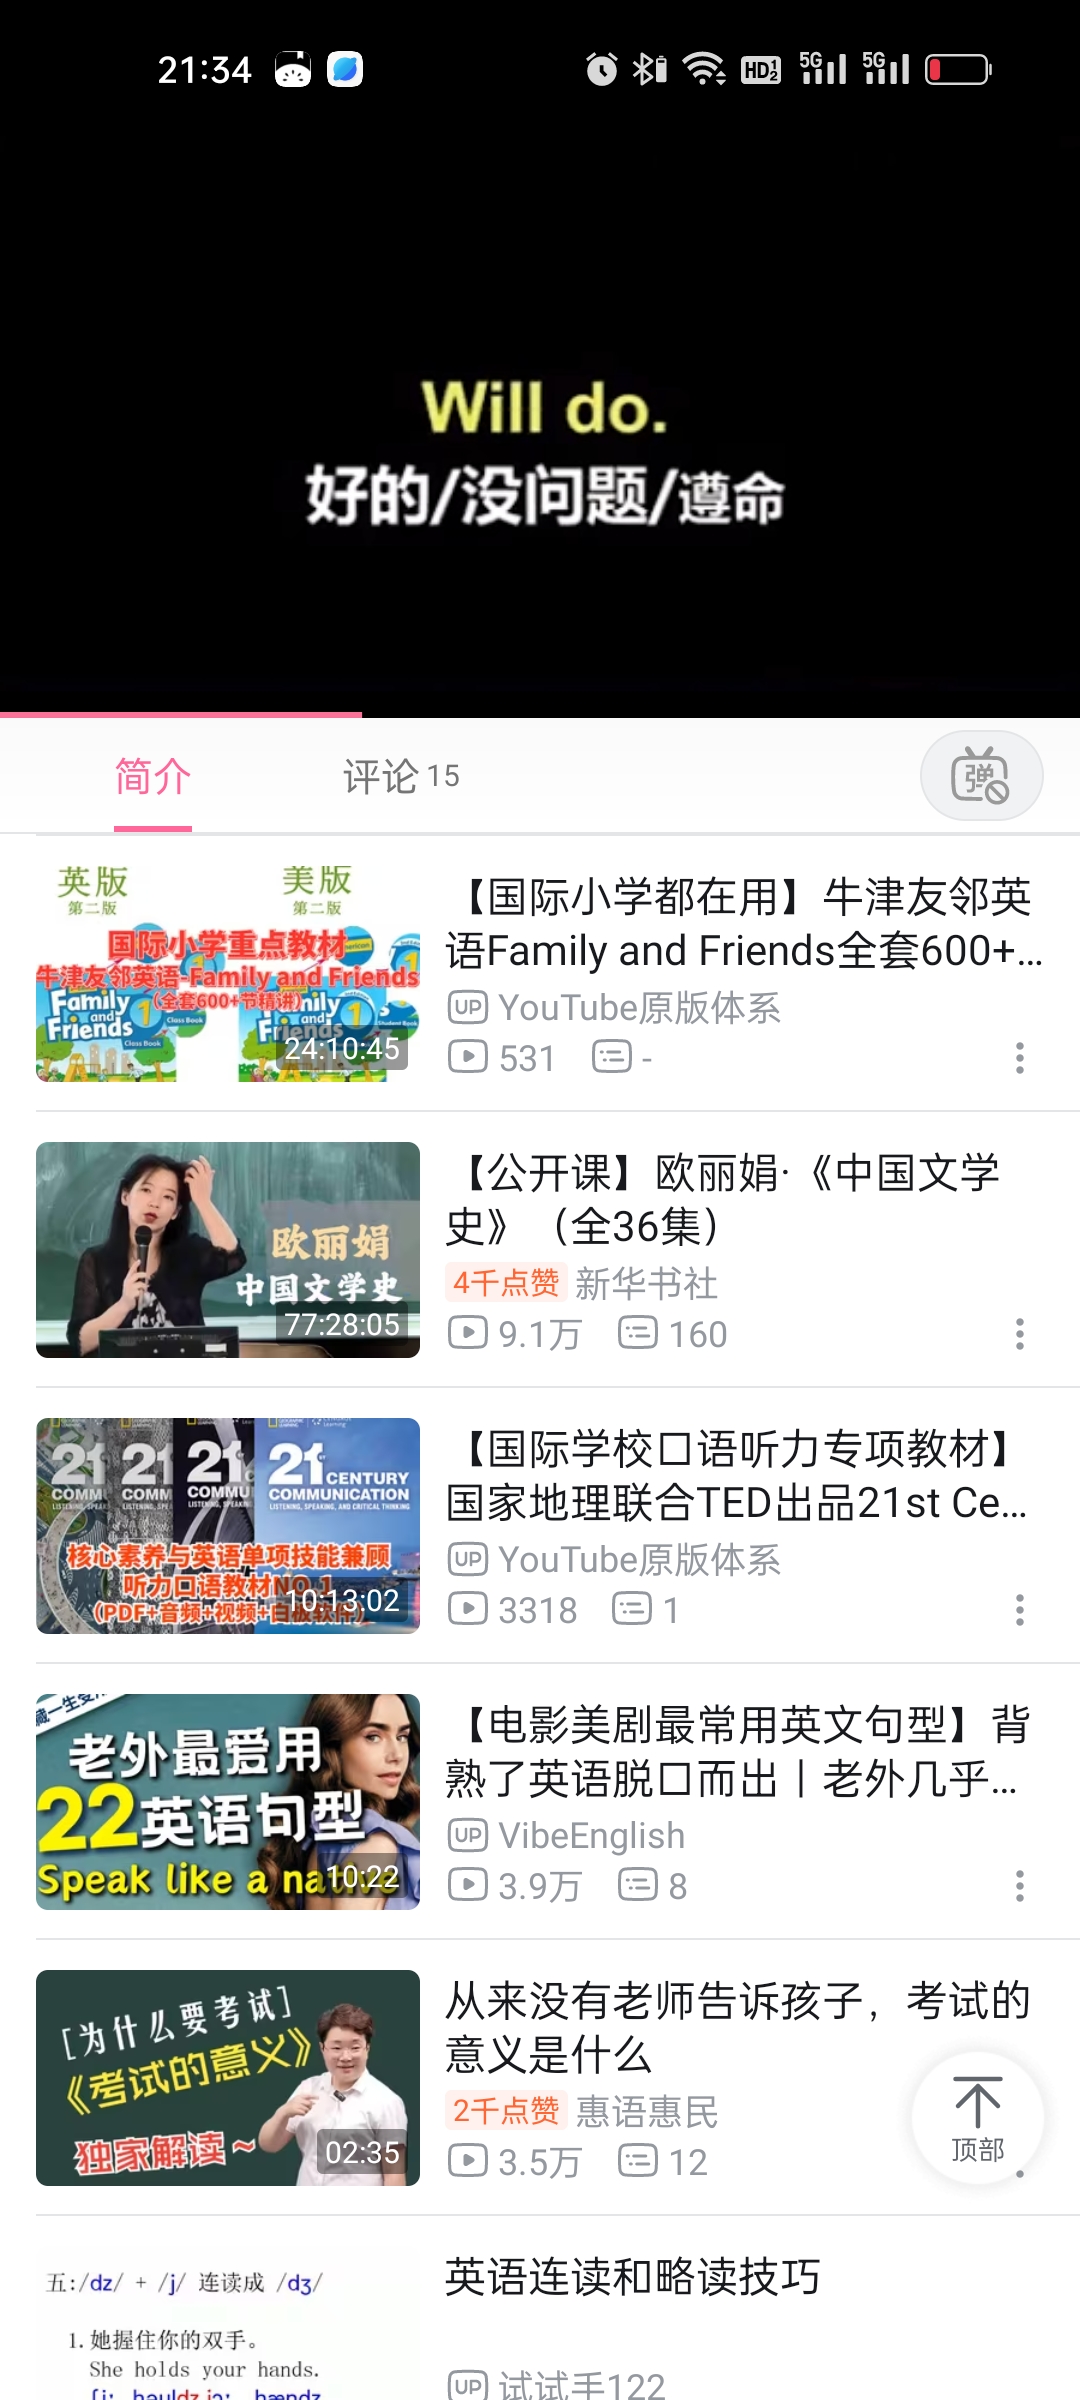 21:34
HD 1 2 5G 5G
Will do.
好的/没问题/遵命
简介
评论 15
弹
英版
第二版
美版
第二版
国际小学重点教材
牛津友邻英语-Family and Friends
(全套600+节精讲)
Family and Friends 1
Class Book
24:10:45
【国际小学都在用】牛津友邻英
语Family and Friends全套600+...
UP YouTube原版体系
531 -
欧丽娟
中国文学史
77:28:05
【公开课】欧丽娟·《中国文学
史》（全36集）
4千点赞 新华书社
9.1万 160
21 CENTURY
COMMUNICATION
LISTENING, SPEAKING, AND CRITICAL THINKING
核心素养与英语单项技能兼顾
听力口语教材NO.1
(PDF+音频+视频+白板软件)
10:13:02
【国际学校口语听力专项教材】
国家地理联合TED出品21st Ce...
UP YouTube原版体系
3318 1
老外最爱用
22英语句型
Speak like a native
10:22
【电影美剧最常用英文句型】背
熟了英语脱口而出丨老外几乎...
UP VibeEnglish
3.9万 8
[为什么要考试]
《考试的意义》
独家解读～
02:35
从来没有老师告诉孩子，考试的
意义是什么
2千点赞 惠语惠民
3.5万 12
顶部
五:/dz/ + /j/ 连读成 /dʒ/
1.她握住你的双手。
She holds your hands.
英语连读和略读技巧
UP 试试手122